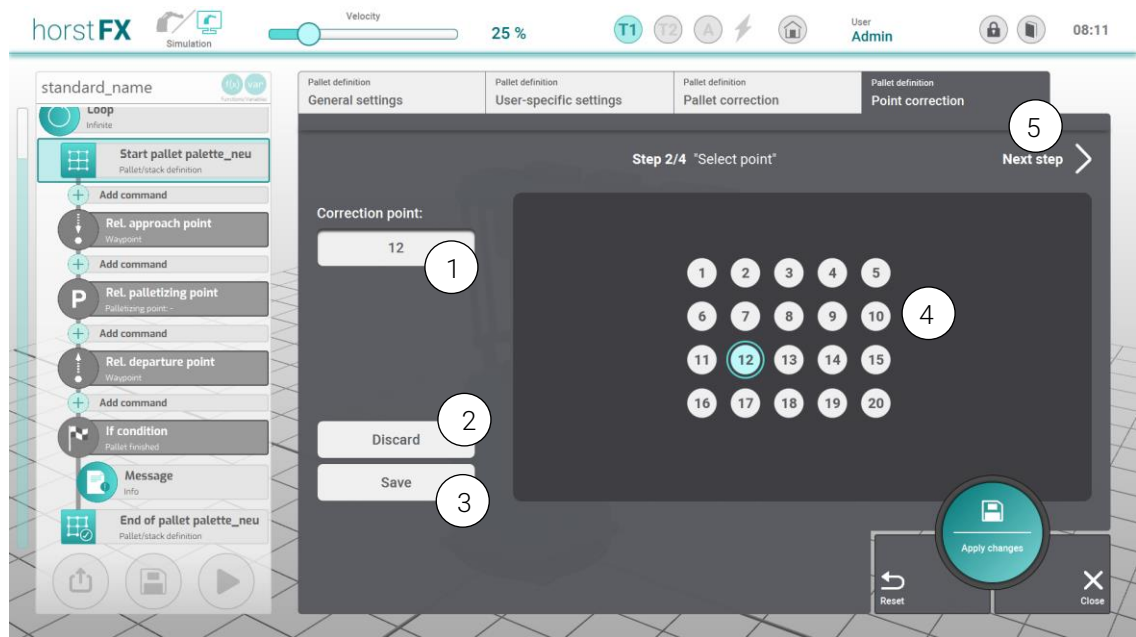 horstFX
Simulation
Velocity
25 %
T1
T2
A
User
Admin
08:11
standard_name
f(x)
var
Functions/Variables
Loop
Infinite
Start pallet palette_neu
Pallet/stack definition
Add command
Rel. approach point
Waypoint
Add command
P
Rel. palletizing point
Palletizing point: -
Add command
Rel. departure point
Waypoint
Add command
If condition
Pallet finished
Message
Info
End of pallet palette_neu
Pallet/stack definition
Pallet definition
General settings
Pallet definition
User-specific settings
Pallet definition
Pallet correction
Pallet definition
Point correction
5
Step 2/4 "Select point"
Next step
Correction point:
12
1
1 2 3 4 5
6 7 8 9 10
4
11 12 13 14 15
16 17 18 19 20
2
Discard
Save
3
Apply changes
Reset
Close